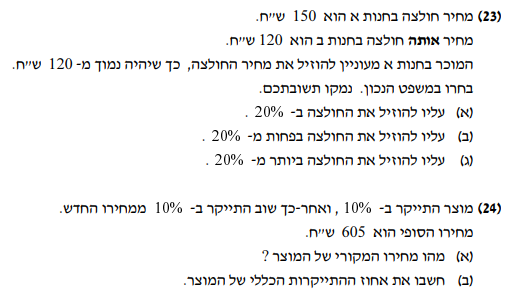 (23) מחיר חולצה בחנות א הוא 150 ש״ח.
מחיר אותה חולצה בחנות ב הוא 120 ש״ח.
המוכר בחנות א מעוניין להוזיל את מחיר החולצה, כך שיהיה נמוך מ- 120 ש״ח.
בחרו במשפט הנכון. נמקו תשובתכם.
(א) עליו להוזיל את החולצה ב- 20% .
(ב) עליו להוזיל את החולצה בפחות מ- 20% .
(ג) עליו להוזיל את החולצה ביותר מ- 20% .
(24) מוצר התייקר ב- 10% , ואחר-כך שוב התייקר ב- 10% ממחירו החדש.
מחירו הסופי הוא 605 ש״ח.
(א) מהו מחירו המקורי של המוצר ?
(ב) חשבו את אחוז ההתייקרות הכללי של המוצר.